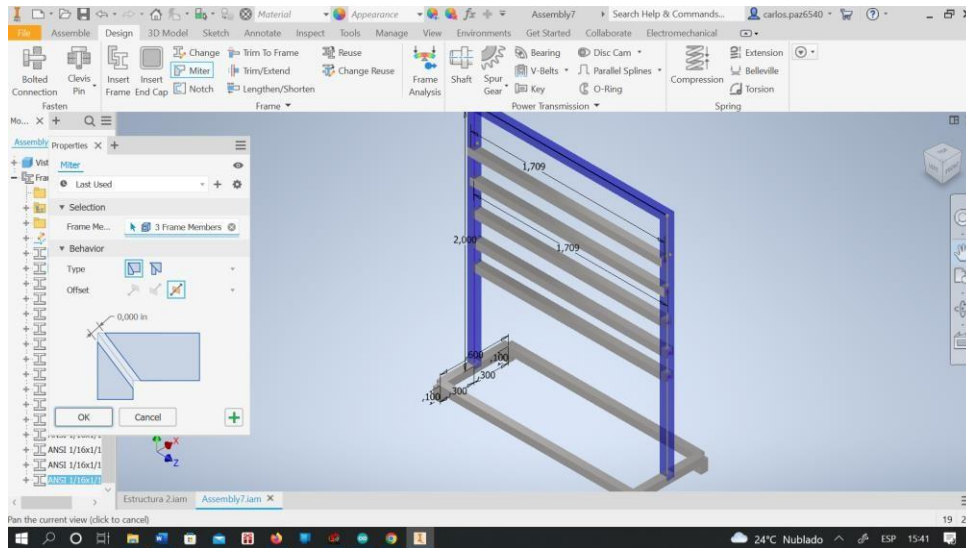 Material
Appearance
Assembly7
Search Help & Commands...
carlos.paz6540
File Assemble Design 3D Model Sketch Annotate Inspect Tools Manage View Environments Get Started Collaborate Electromechanical
Bolted Connection
Clevis Pin
Insert Frame
Insert End Cap
Change
Miter
Notch
Trim To Frame
Trim/Extend
Lengthen/Shorten
Reuse
Change Reuse
Frame Analysis
Shaft
Spur Gear
Bearing
V-Belts
Key
Disc Cam
Parallel Splines
O-Ring
Compression
Extension
Belleville
Torsion
Fasten Frame Power Transmission Spring
Mo...
Assembly
Properties
Vist
Fra
Miter
Last Used
Selection
Frame Me... 3 Frame Members
Behavior
Type
Offset
0,000 in
OK Cancel
ANSI 1/16x1/1
ANSI 1/16x1/1
ANSI 1/16x1/1
1,709
2,000
1,709
,600
,100
,300
,300
,100
X
Z
TOP
Estructura 2.iam Assembly7.iam
Pan the current view (click to cancel)
19 2
24°C Nublado ESP 15:41